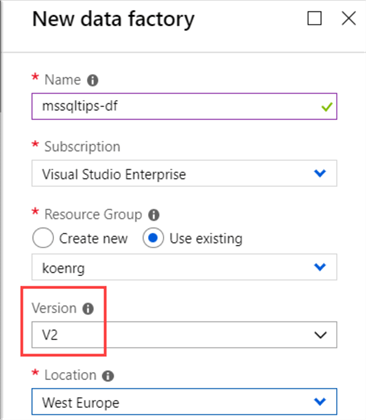 New data factory
* Name
mssqltips-df
* Subscription
Visual Studio Enterprise
* Resource Group
Create new Use existing
koenrg
Version
V2
* Location
West Europe